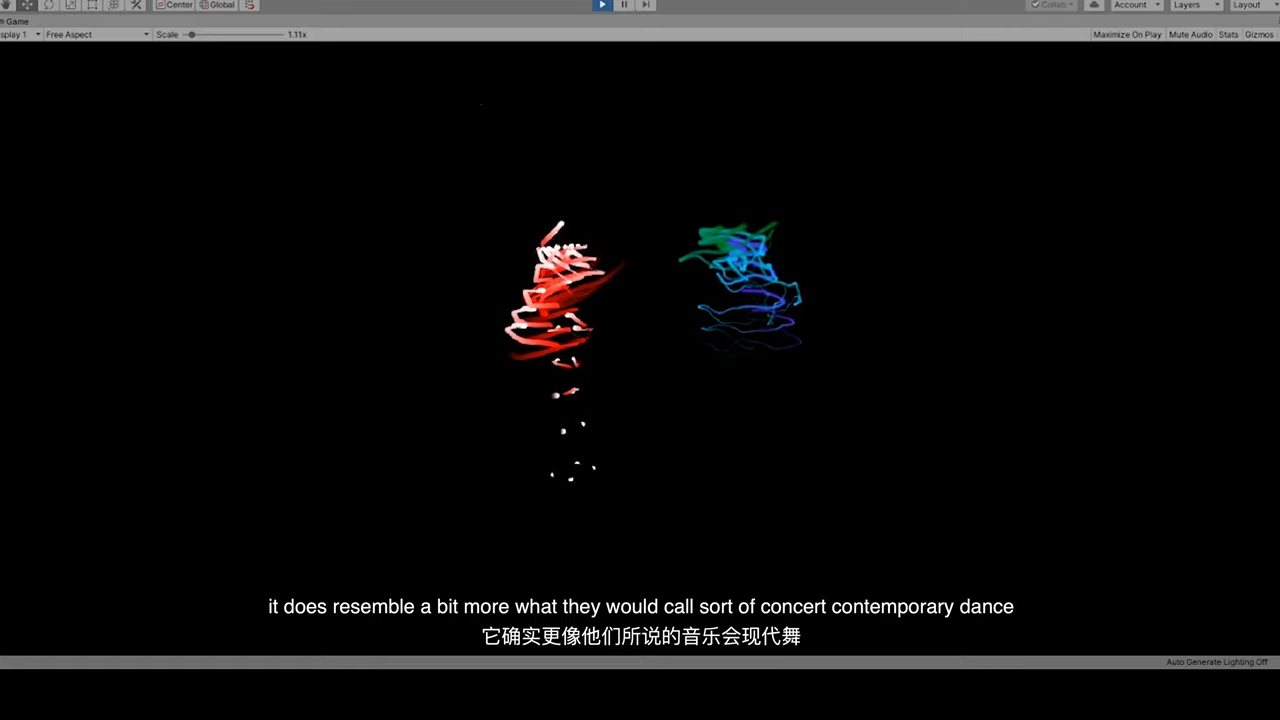 Center Global Collab Account Layers Layout
Game
splay 1 Free Aspect Scale 1.11x Maximize On Play Mute Audio Stats Gizmos
it does resemble a bit more what they would call sort of concert contemporary dance
它确实更像他们所说的音乐会现代舞
Auto Generate Lighting Off